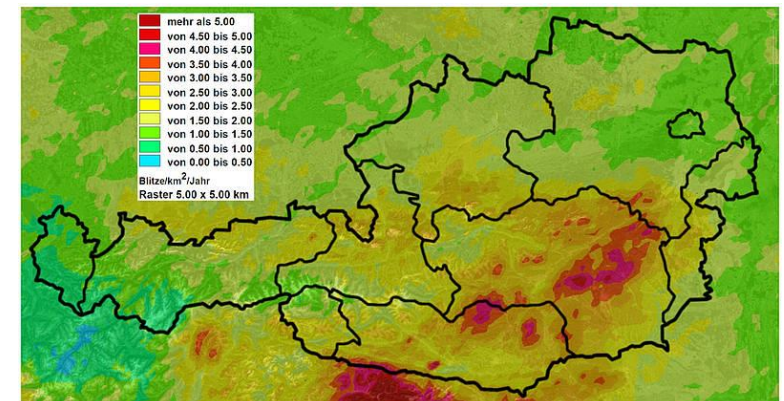 mehr als 5.00
von 4.50 bis 5.00
von 4.00 bis 4.50
von 3.50 bis 4.00
von 3.00 bis 3.50
von 2.50 bis 3.00
von 2.00 bis 2.50
von 1.50 bis 2.00
von 1.00 bis 1.50
von 0.50 bis 1.00
von 0.00 bis 0.50
Blitze/km²/Jahr
Raster 5.00 x 5.00 km